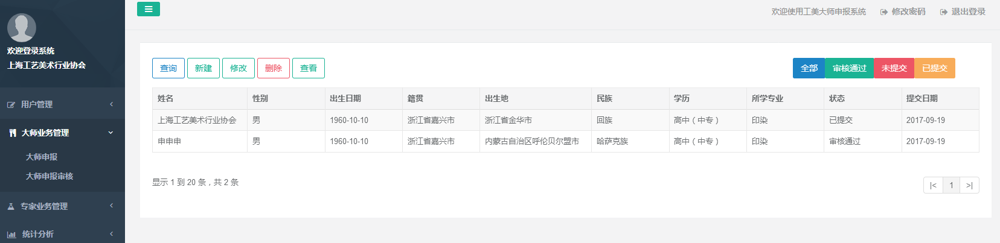 欢迎使用工美大师申报系统 修改密码 退出登录
欢迎登录系统
上海工艺美术行业协会
用户管理
大师业务管理
大师申报
大师申报审核
专家业务管理
统计分析
查询 新建 修改 删除 查看 全部 审核通过 未提交 已提交
姓名 性别 出生日期 籍贯 出生地 民族 学历 所学专业 状态 提交日期
上海工艺美术行业协会 男 1960-10-10 浙江省嘉兴市 浙江省金华市 回族 高中（中专） 印染 已提交 2017-09-19
申申申 男 1960-10-10 浙江省嘉兴市 内蒙古自治区呼伦贝尔盟市 哈萨克族 高中（中专） 印染 审核通过 2017-09-19
显示 1 到 20 条，共 2 条 |< 1 >|